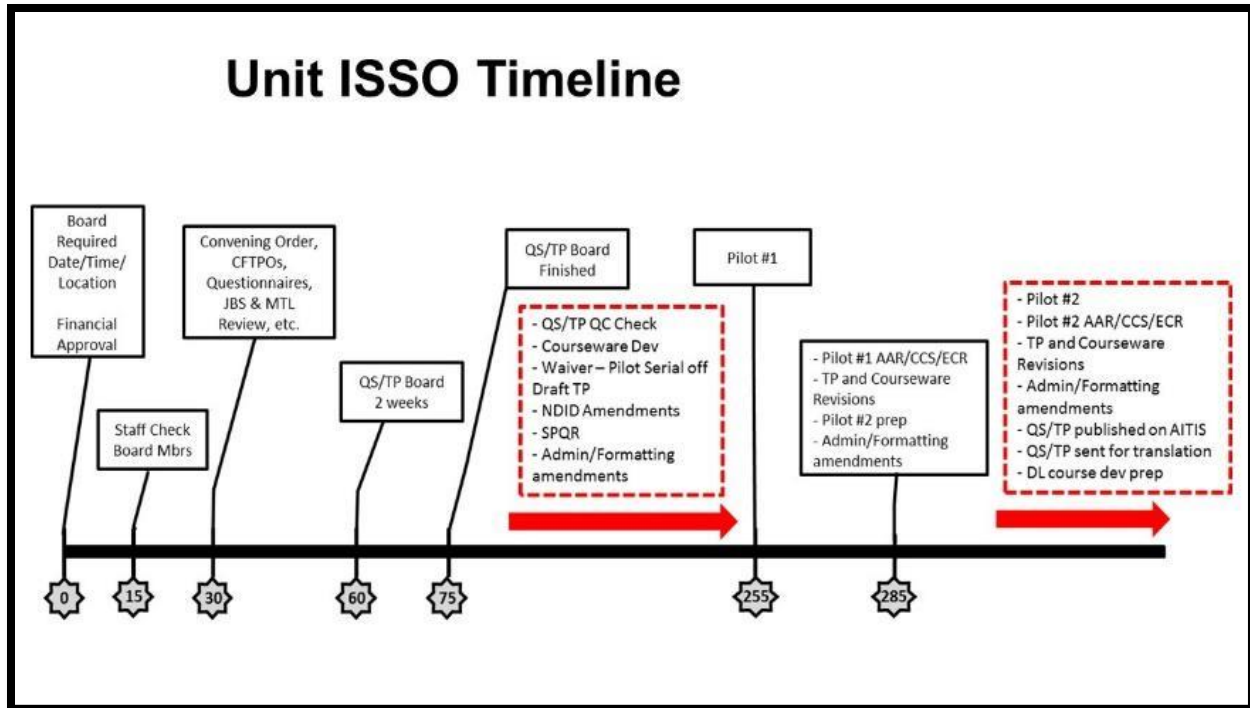 Unit ISSO Timeline
Board
Required
Date/Time/
Location
Financial
Approval
Staff Check
Board Mbrs
Convening Order,
CFTPOs,
Questionnaires,
JBS & MTL
Review, etc.
QS/TP Board
2 weeks
QS/TP Board
Finished
- QS/TP QC Check
- Courseware Dev
- Waiver – Pilot Serial off
Draft TP
- NDID Amendments
- SPQR
- Admin/Formatting
amendments
Pilot #1
- Pilot #1 AAR/CCS/ECR
- TP and Courseware
Revisions
- Pilot #2 prep
- Admin/Formatting
amendments
- Pilot #2
- Pilot #2 AAR/CCS/ECR
- TP and Courseware
Revisions
- Admin/Formatting
amendments
- QS/TP published on AITIS
- QS/TP sent for translation
- DL course dev prep
0
15
30
60
75
255
285